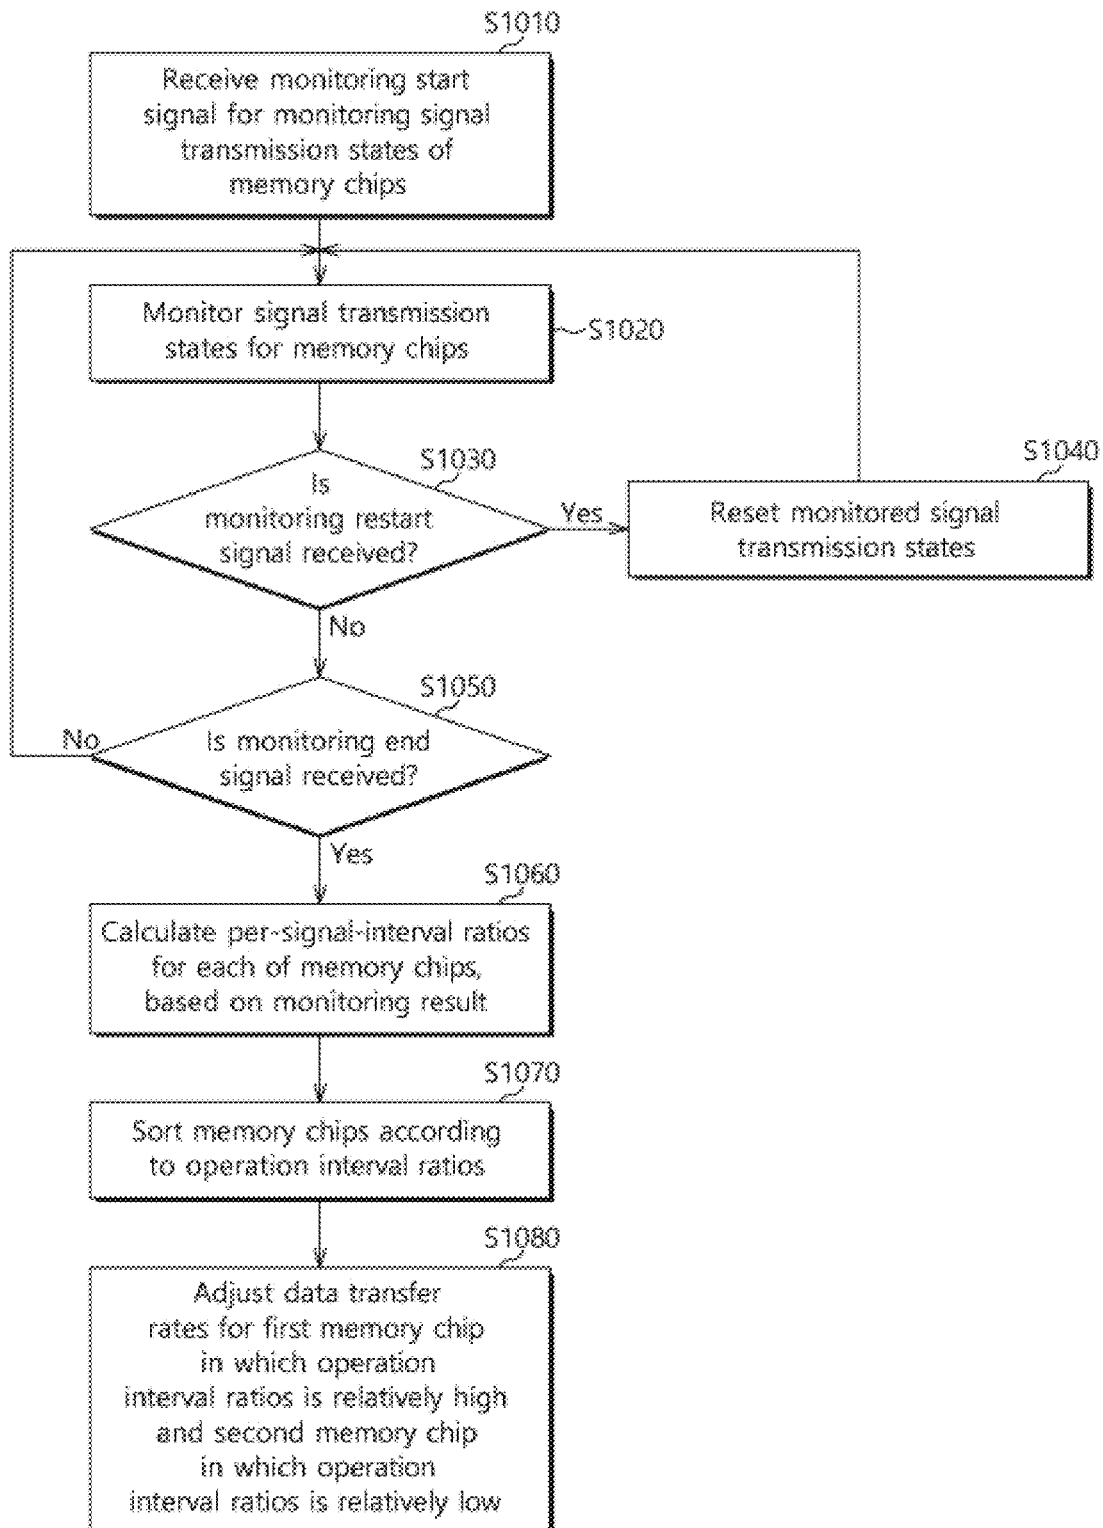 S1010
Receive monitoring start
signal for monitoring signal
transmission states of
memory chips
Monitor signal transmission
states for memory chips
S1020
S1030
Is
monitoring restart
signal received?
Yes
S1040
Reset monitored signal
transmission states
No
S1050
Is monitoring end
signal received?
No
Yes
S1060
Calculate per-signal-interval ratios
for each of memory chips,
based on monitoring result
S1070
Sort memory chips according
to operation interval ratios
S1080
Adjust data transfer
rates for first memory chip
in which operation
interval ratios is relatively high
and second memory chip
in which operation
interval ratios is relatively low